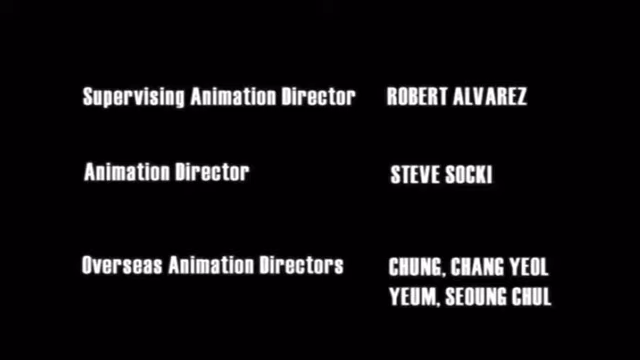 Supervising Animation Director ROBERT ALVAREZ
Animation Director STEVE SOCKI
Overseas Animation Directors CHUNG, CHANG YEOL
YEUM, SEOUNG CHUL